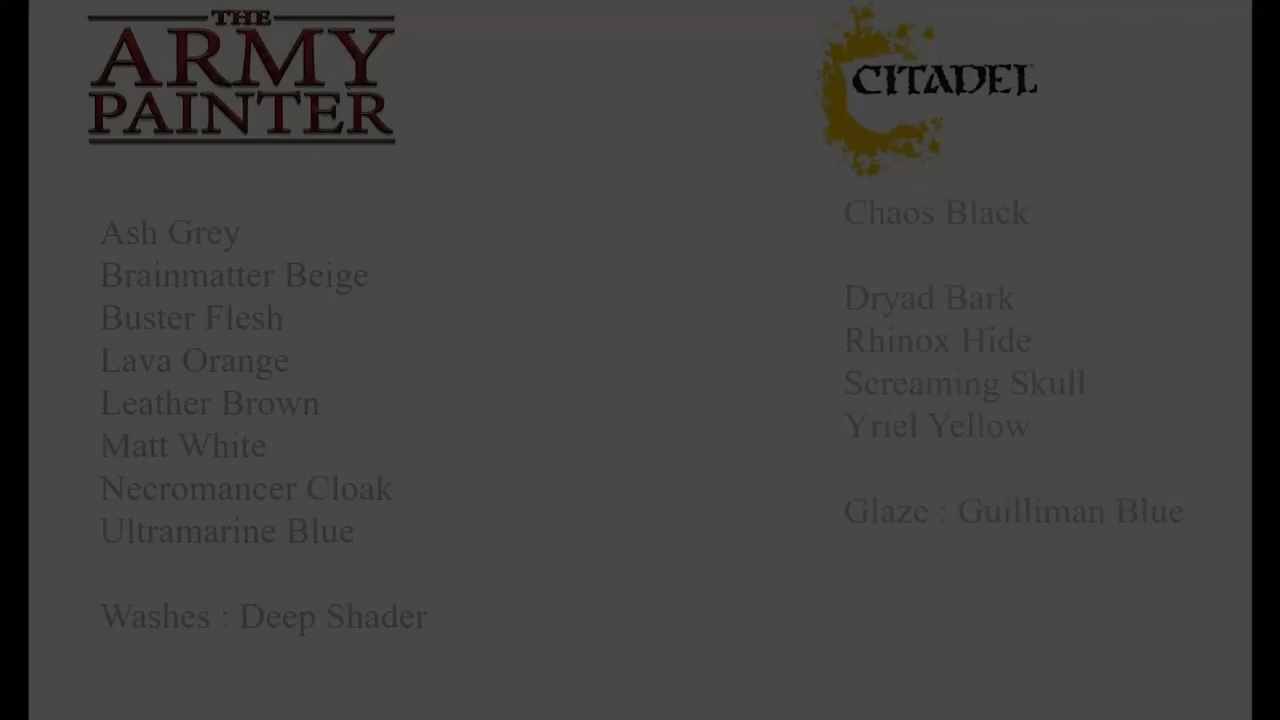 THE
ARMY
PAINTER
Ash Grey
Brainmatter Beige
Buster Flesh
Lava Orange
Leather Brown
Matt White
Necromancer Cloak
Ultramarine Blue
Washes : Deep Shader
CITADEL
Chaos Black
Dryad Bark
Rhinox Hide
Screaming Skull
Yriel Yellow
Glaze : Guilliman Blue